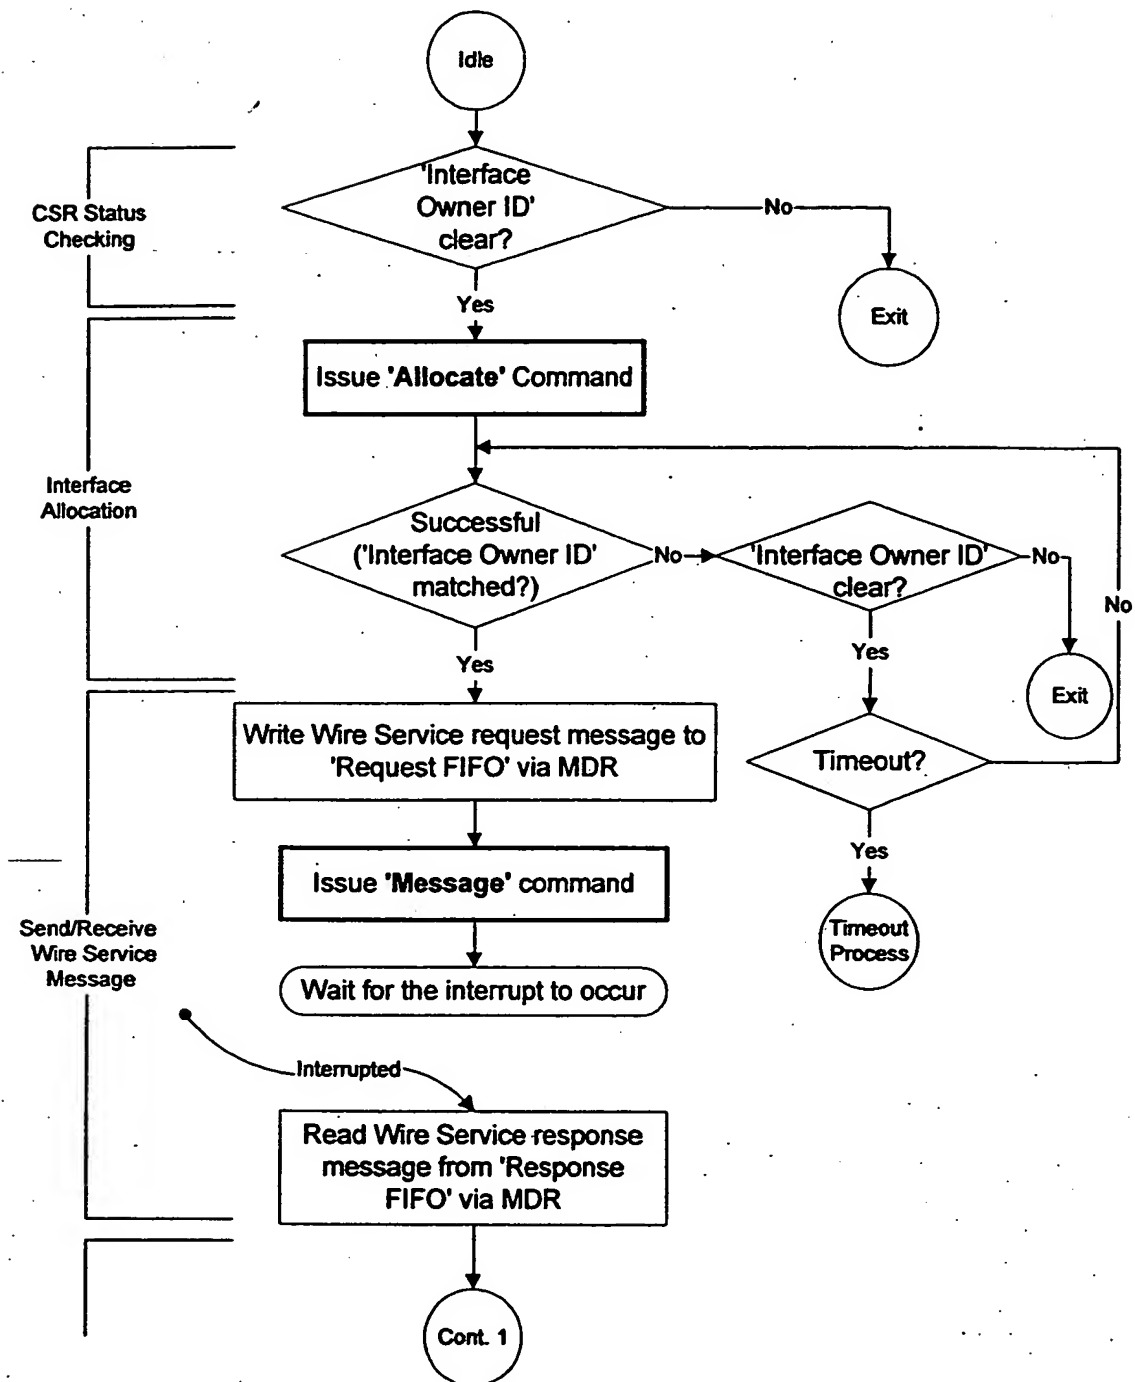 Idle
'Interface
Owner ID'
clear?
No
CSR Status
Checking
Yes
Exit
Issue 'Allocate' Command
Interface
Allocation
Successful
('Interface Owner ID'
matched?)
No
'Interface Owner ID'
clear?
No
No
Yes
Yes
Exit
Write Wire Service request message to
'Request FIFO' via MDR
Timeout?
Yes
Issue 'Message' command
Send/Receive
Wire Service
Message
Timeout
Process
Wait for the interrupt to occur
Interrupted
Read Wire Service response
message from 'Response
FIFO' via MDR
Cont. 1